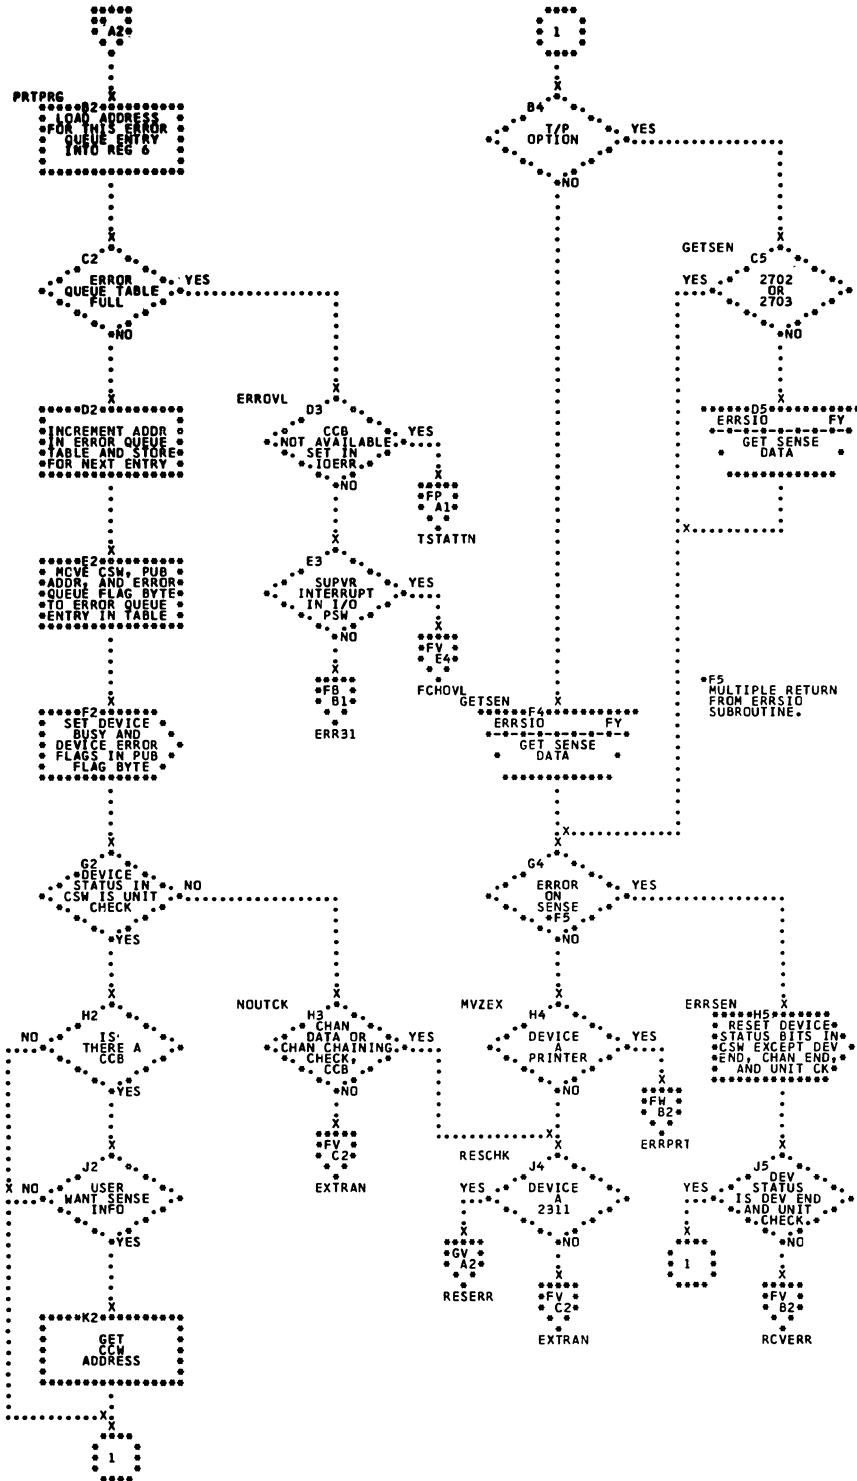 A2
PRTPRG
B2
LOAD ADDRESS
FOR THIS ERROR
QUEUE ENTRY
INTO REG 6
C2
ERROR
QUEUE TABLE
FULL
YES
NO
D2
INCREMENT ADDR
IN ERROR QUEUE
TABLE AND STORE
FOR NEXT ENTRY
E2
MOVE CSW, PUB
ADDR, AND ERROR
QUEUE FLAG BYTE
TO ERROR QUEUE
ENTRY IN TABLE
F2
SET DEVICE
BUSY AND
DEVICE ERROR
FLAGS IN PUB
FLAG BYTE
G2
DEVICE
STATUS IN
CSW IS UNIT
CHECK
NO
YES
H2
IS
THERE A
CCB
NO
YES
J2
USER
WANT SENSE
INFO
NO
YES
K2
GET
CCW
ADDRESS
1
ERROVL
D3
CCB
NOT AVAILABLE
SET IN
IOERR
YES
NO
FP
A1
TSTATTN
E3
SUPVR
INTERRUPT
IN I/O
PSW
YES
NO
FV
E4
FCHOVL
FB
B1
ERR31
NOUTCK
H3
CHAN
DATA OR
CHAN CHAINING
CHECK,
CCB
YES
NO
FV
C2
EXTRAN
1
B4
T/P
OPTION
YES
NO
GETSEN
C5
2702
OR
2703
YES
NO
D5
ERRSIO FY
GET SENSE
DATA
*F5
MULTIPLE RETURN
FROM ERRSIO
SUBROUTINE.
GETSEN
F4
ERRSIO FY
GET SENSE
DATA
G4
ERROR
ON
SENSE
*F5
YES
NO
MVZEX
H4
DEVICE
A
PRINTER
YES
NO
FW
B2
ERRPRT
RESCHK
J4
DEVICE
A
2311
YES
NO
GV
A2
RESERR
FV
C2
EXTRAN
ERRSEN
H5
RESET DEVICE
STATUS BITS IN
CSW EXCEPT DEV
END, CHAN END,
AND UNIT CK
J5
DEV
STATUS
IS DEV END
AND UNIT
CHECK
YES
NO
1
FV
B2
RCVERR